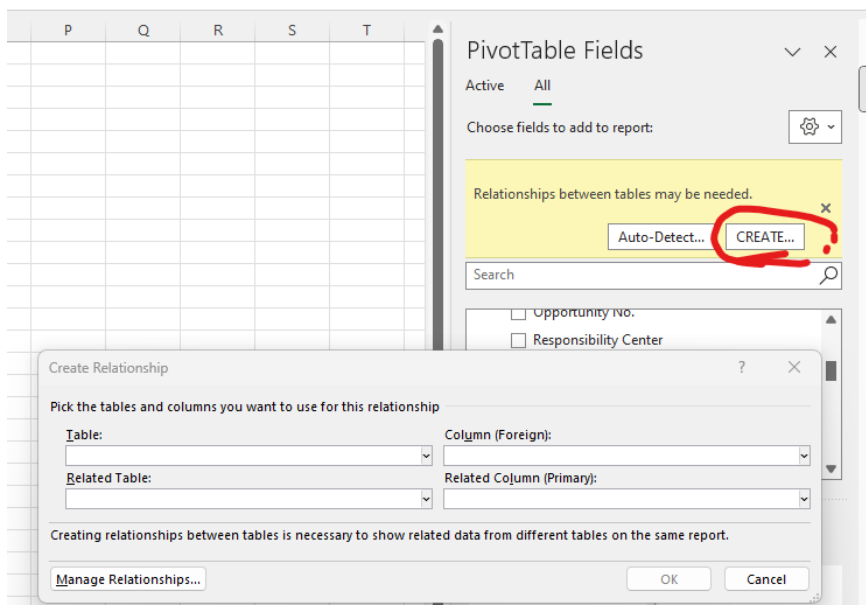 P Q R S T
PivotTable Fields
Active All
Choose fields to add to report:
Relationships between tables may be needed.
Auto-Detect... CREATE...
Search
Opportunity No.
Responsibility Center
Create Relationship ?
Pick the tables and columns you want to use for this relationship
Table: Column (Foreign):
Related Table: Related Column (Primary):
Creating relationships between tables is necessary to show related data from different tables on the same report.
Manage Relationships... OK Cancel